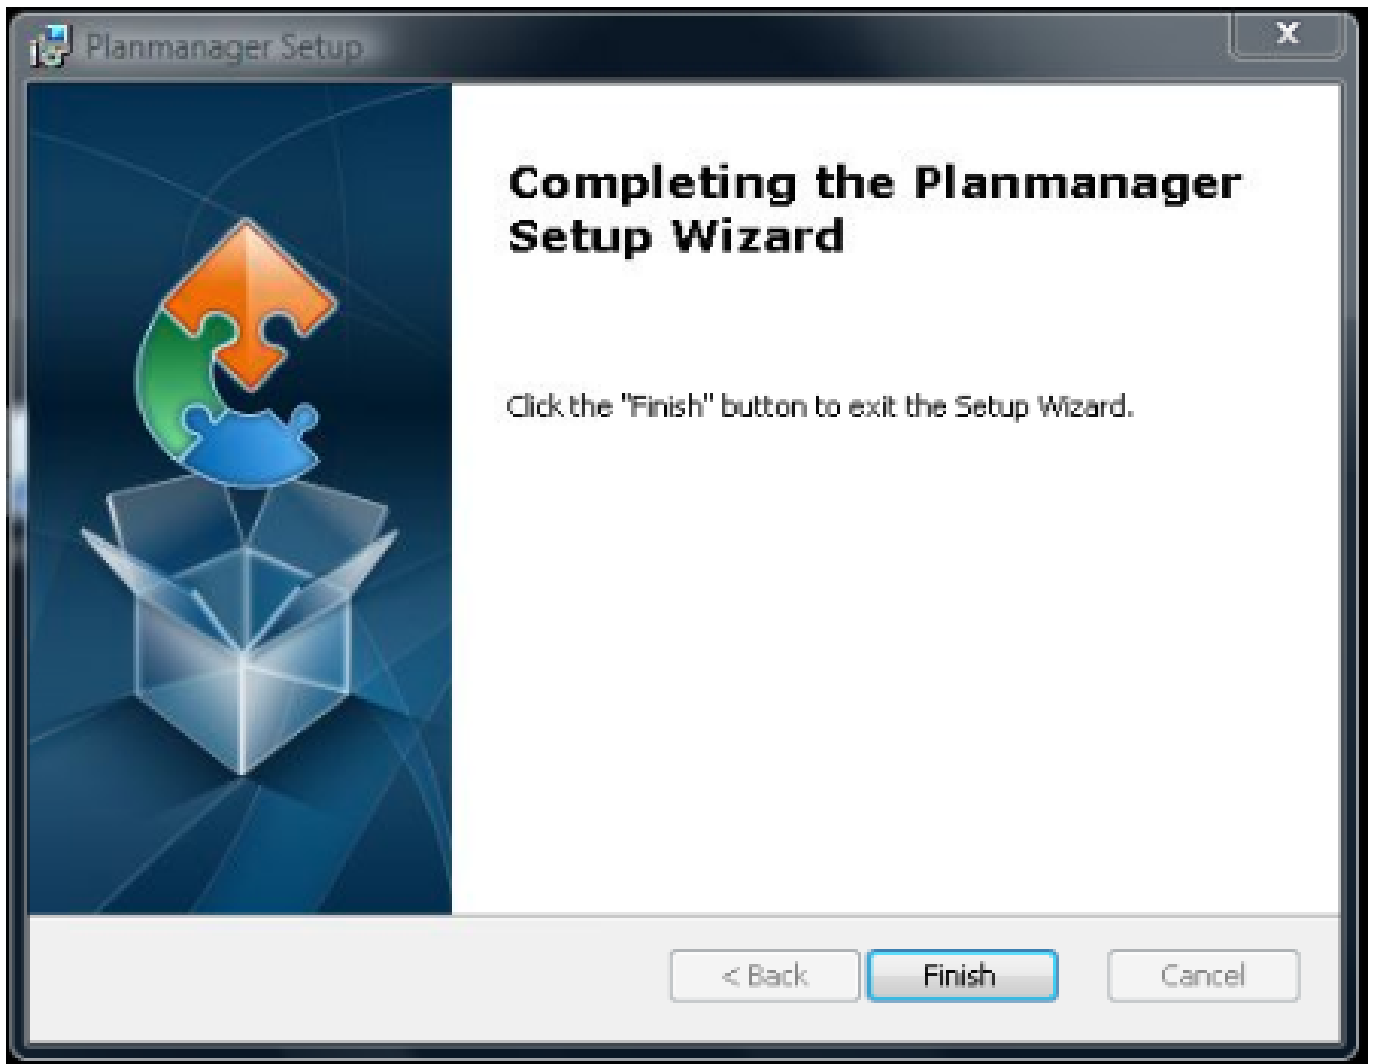 Planmanager Setup
x
Completing the Planmanager
Setup Wizard
Click the "Finish" button to exit the Setup Wizard.
< Back
Finish
Cancel